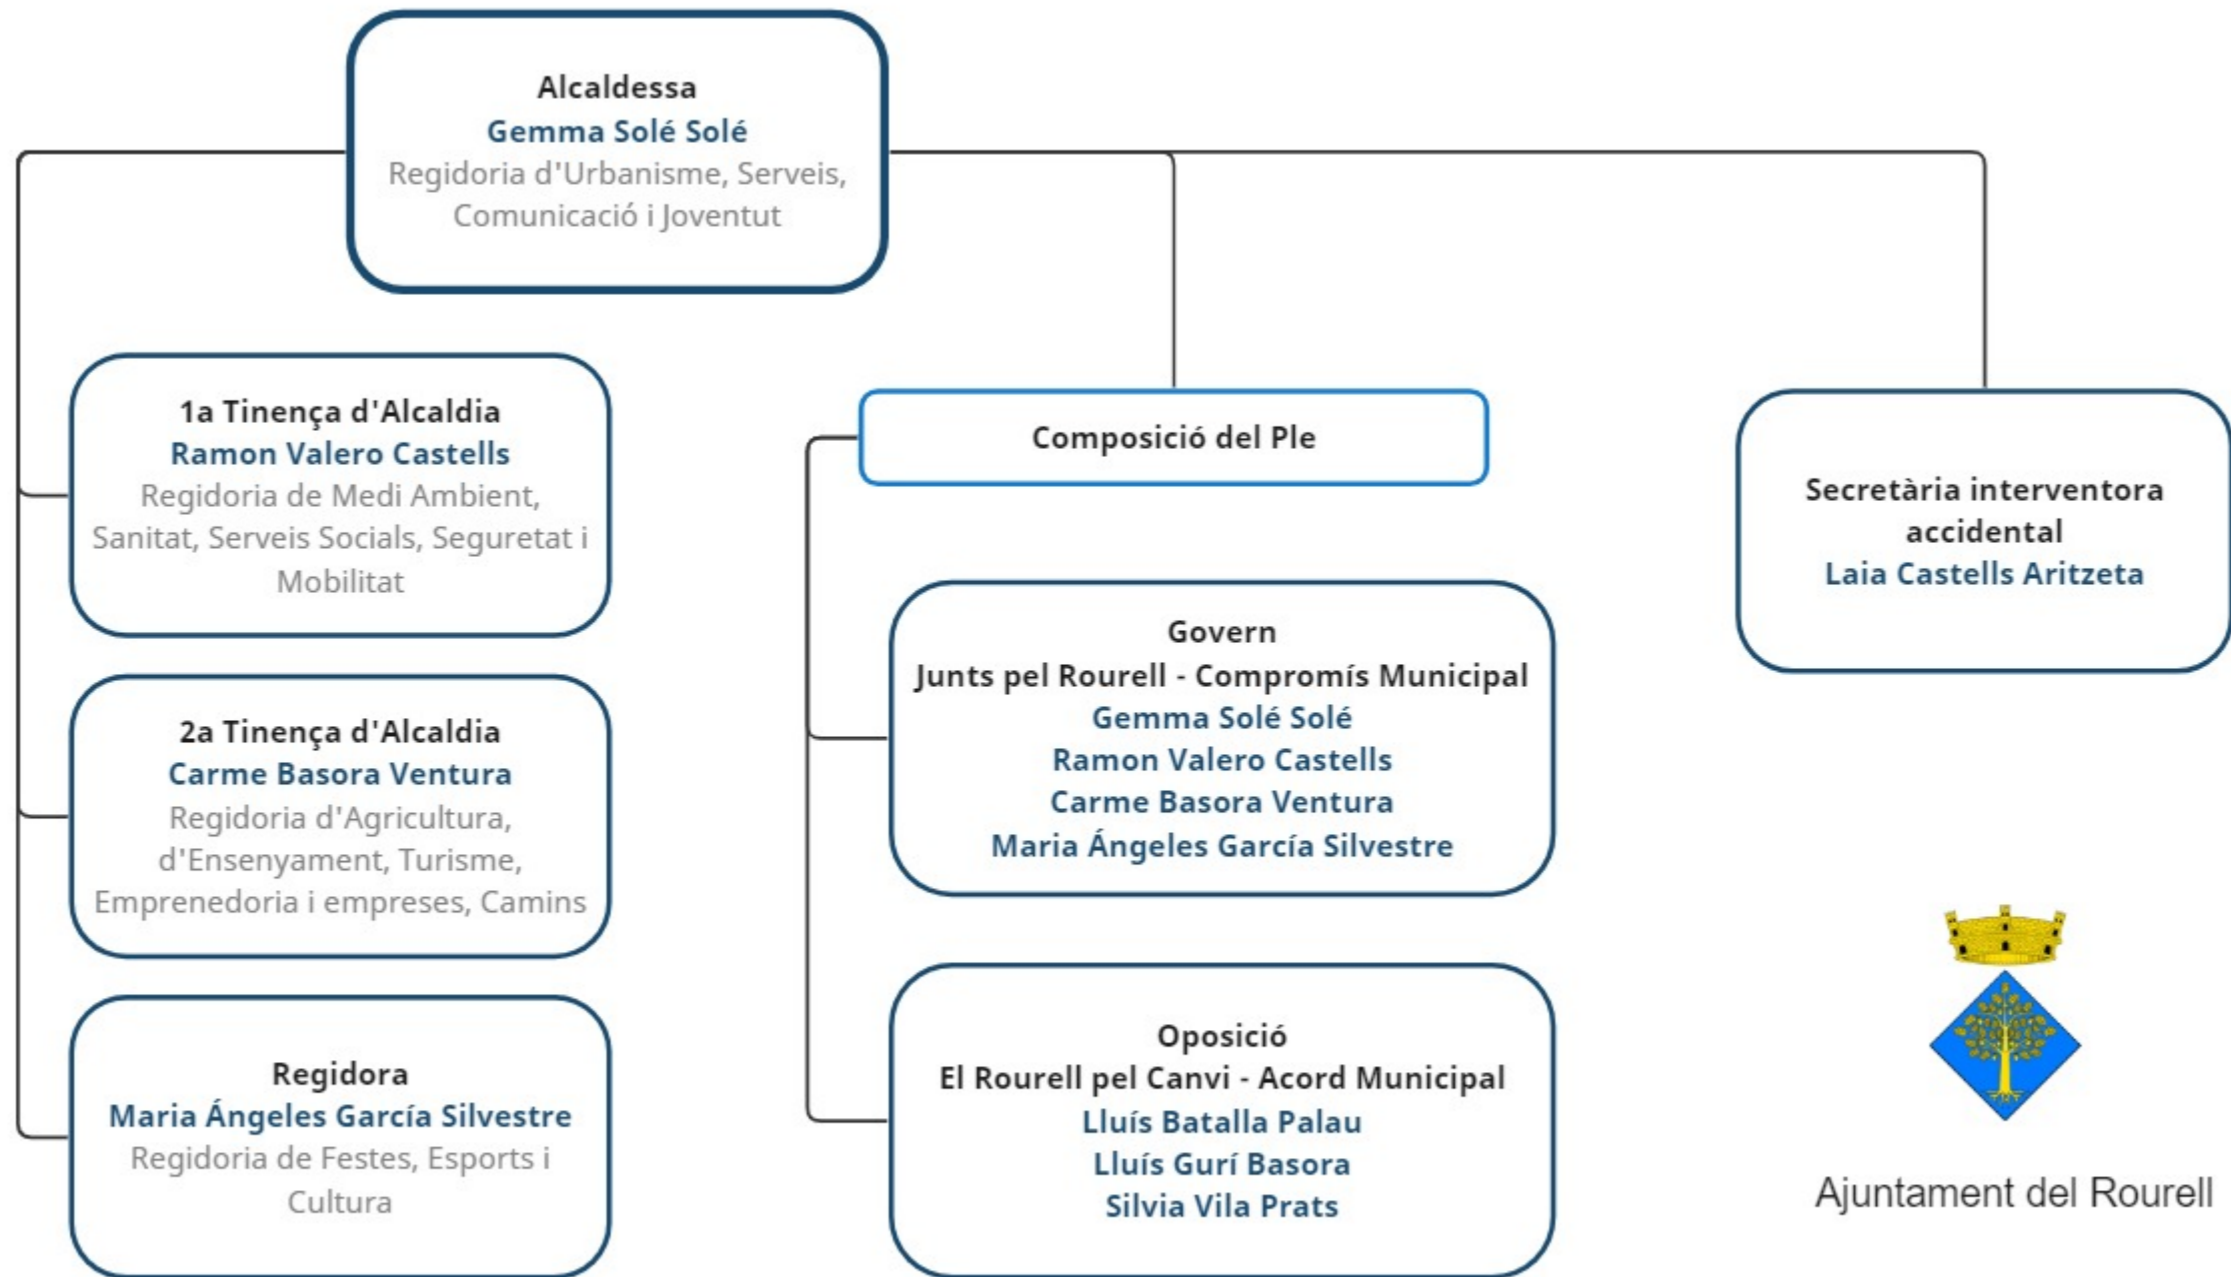 Alcaldessa
Gemma Solé Solé
Regidoria d'Urbanisme, Serveis,
Comunicació i Joventut
1a Tinença d'Alcaldia
Ramon Valero Castells
Regidoria de Medi Ambient,
Sanitat, Serveis Socials, Seguretat i
Mobilitat
2a Tinença d'Alcaldia
Carme Basora Ventura
Regidoria d'Agricultura,
d'Ensenyament, Turisme,
Emprenedoria i empreses, Camins
Regidora
Maria Ángeles García Silvestre
Regidoria de Festes, Esports i
Cultura
Composició del Ple
Govern
Junts pel Rourell - Compromís Municipal
Gemma Solé Solé
Ramon Valero Castells
Carme Basora Ventura
Maria Ángeles García Silvestre
Oposició
El Rourell pel Canvi - Acord Municipal
Lluís Batalla Palau
Lluís Gurí Basora
Silvia Vila Prats
Secretària interventora
accidental
Laia Castells Aritzeta
Ajuntament del Rourell